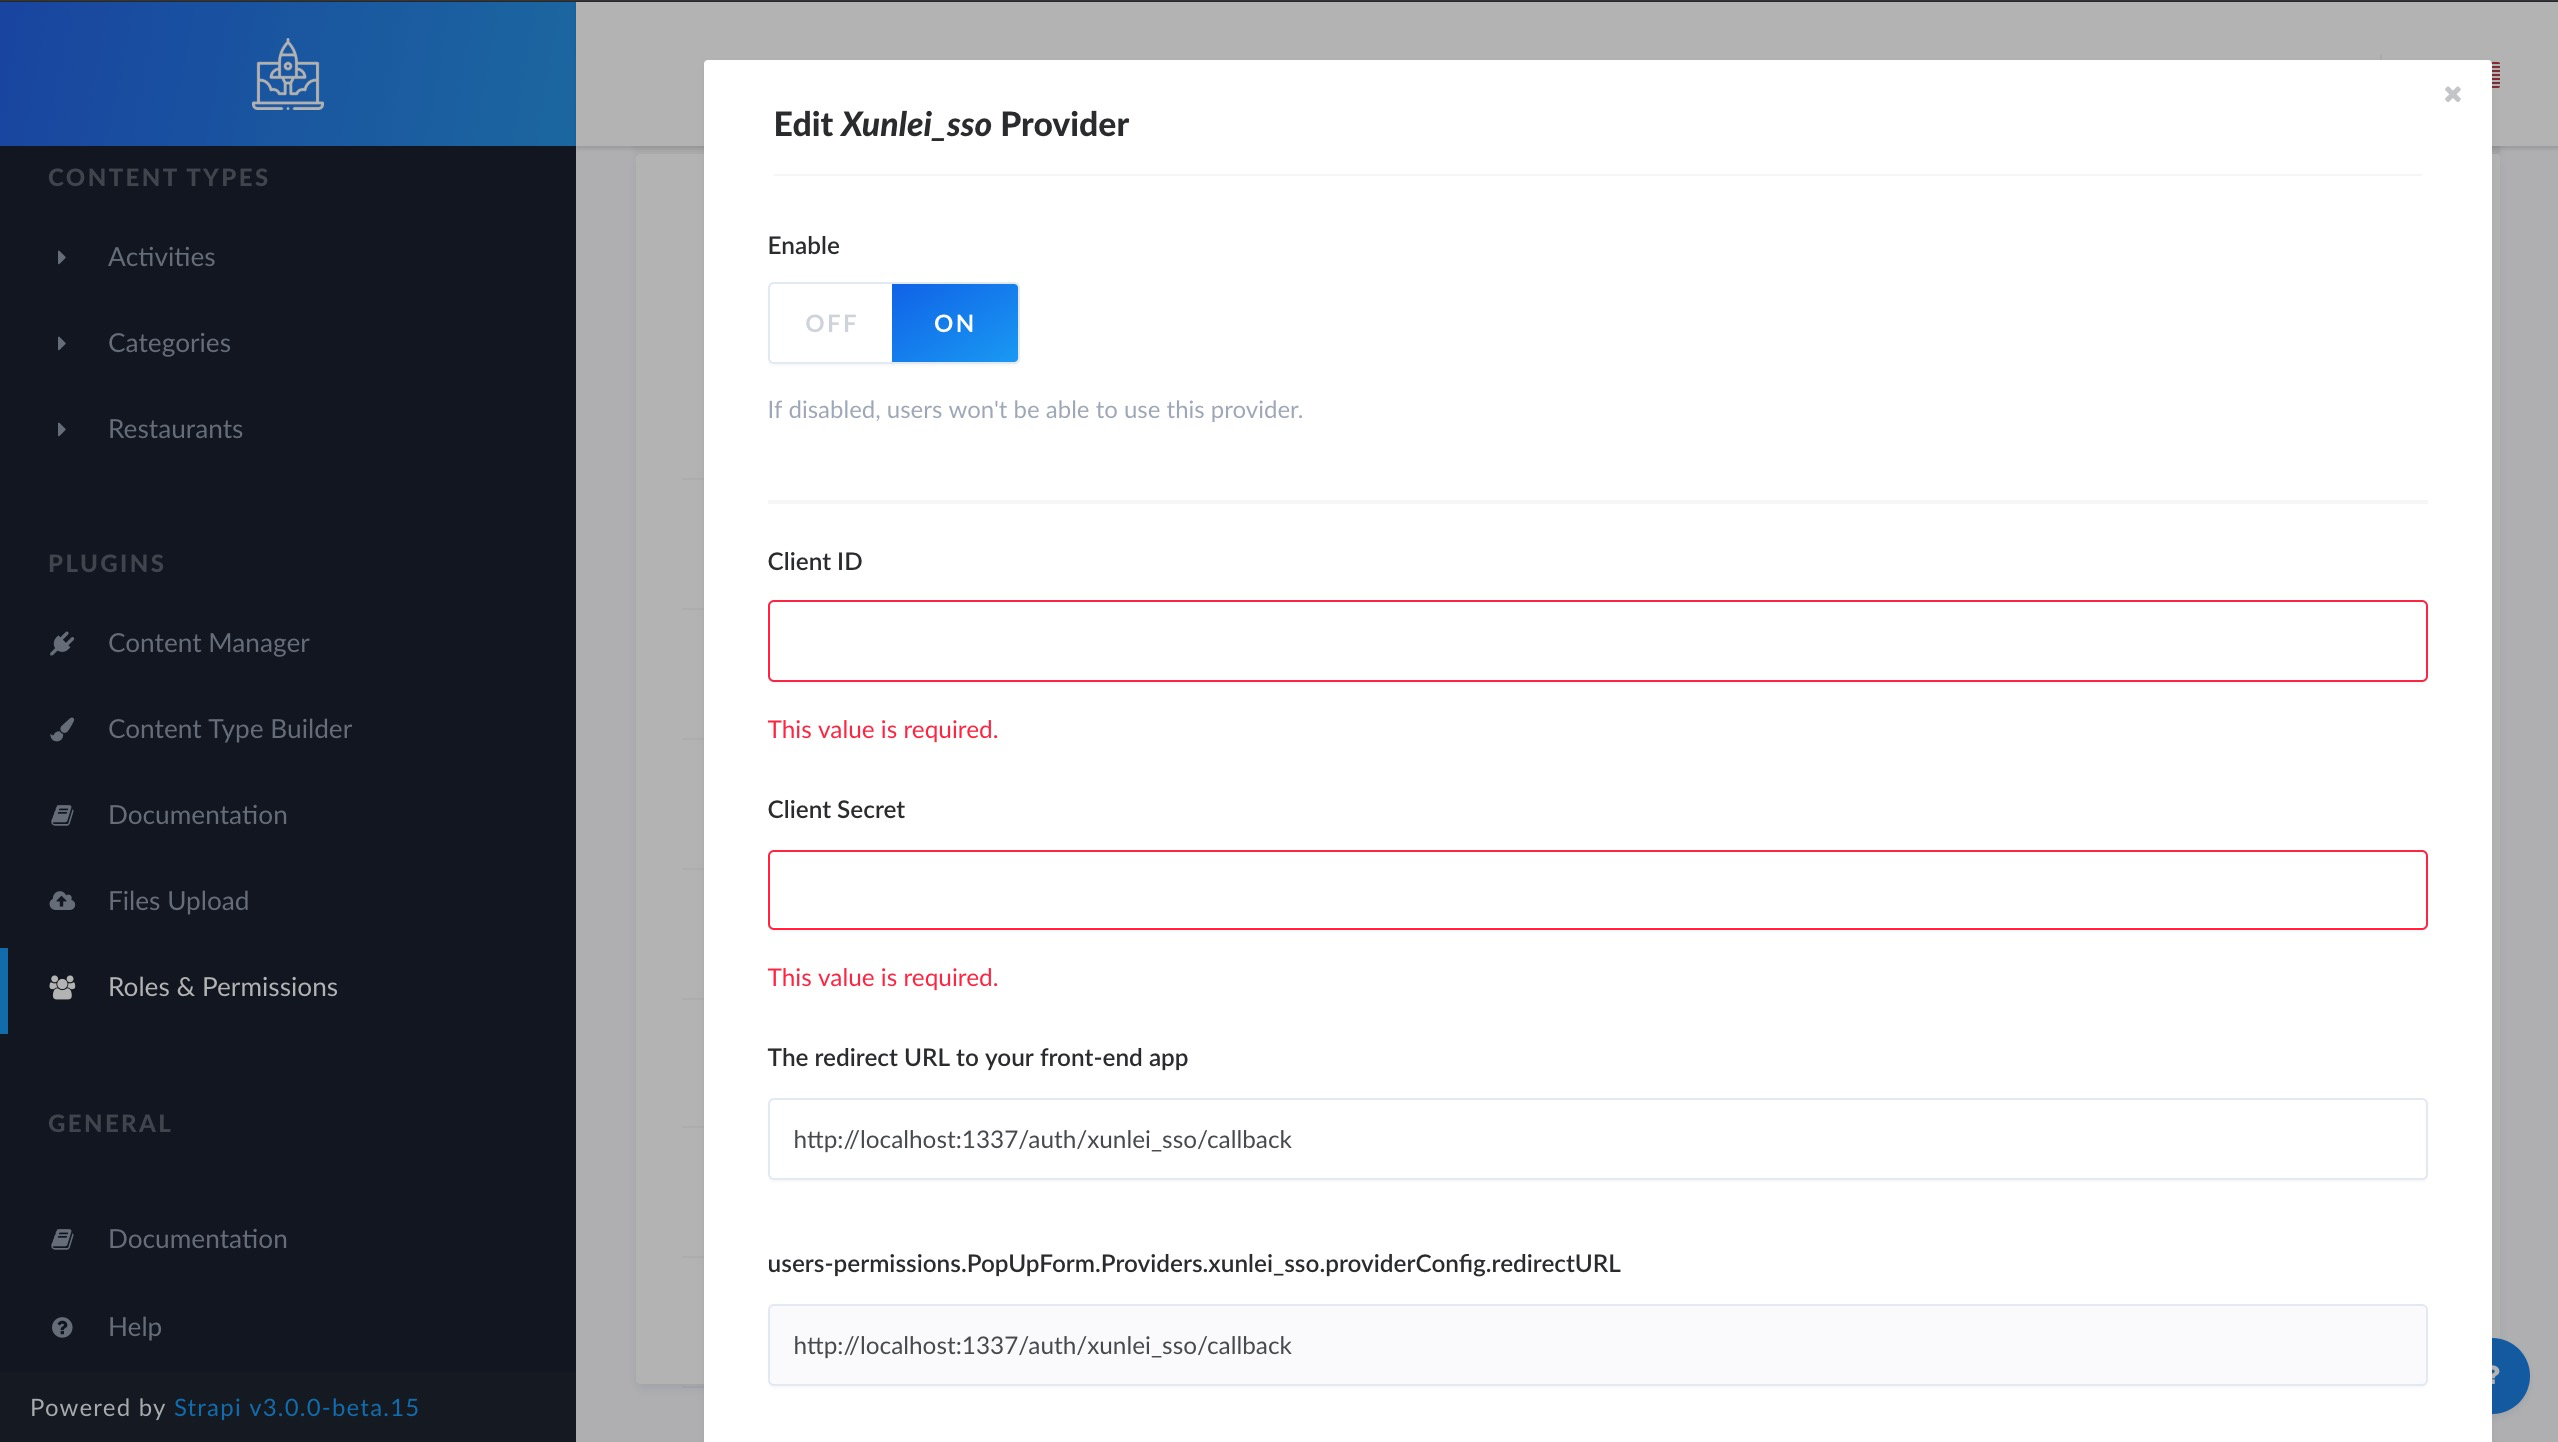 CONTENT TYPES
Activities
Categories
Restaurants
PLUGINS
Content Manager
Content Type Builder
Documentation
Files Upload
Roles & Permissions
GENERAL
Documentation
Help
Powered by Strapi v3.0.0-beta.15
Edit Xunlei_sso Provider
Enable
OFF ON
If disabled, users won't be able to use this provider.
Client ID
This value is required.
Client Secret
This value is required.
The redirect URL to your front-end app
http://localhost:1337/auth/xunlei_sso/callback
users-permissions.PopUpForm.Providers.xunlei_sso.providerConfig.redirectURL
http://localhost:1337/auth/xunlei_sso/callback
?